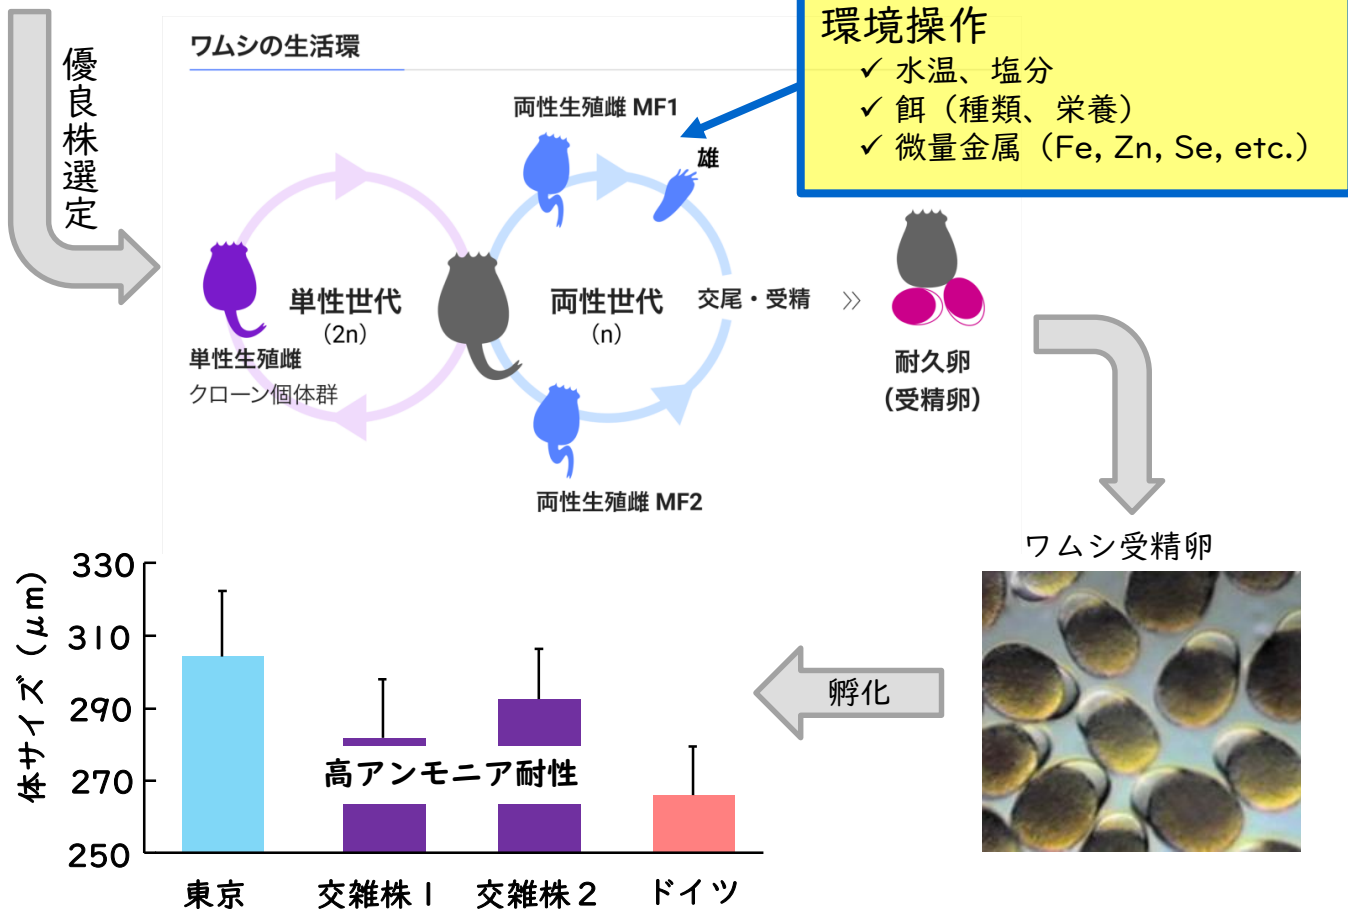 優良株選定
ワムシの生活環
環境操作
✓ 水温、塩分
✓ 餌（種類、栄養）
✓ 微量金属（Fe, Zn, Se, etc.）
両性生殖雌 MF1
雄
単性世代
（2n）
両性世代
（n）
交尾・受精 »
単性生殖雌
クローン個体群
耐久卵
（受精卵）
両性生殖雌 MF2
ワムシ受精卵
孵化
体サイズ（μm）
330
310
290
270
250
高アンモニア耐性
東京
交雑株１
交雑株２
ドイツ